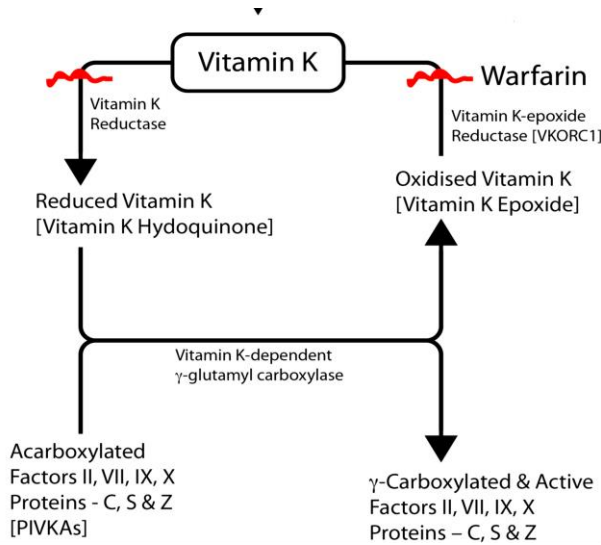 Vitamin K
Warfarin
Vitamin K
Reductase
Vitamin K-epoxide
Reductase [VKORC1]
Reduced Vitamin K
[Vitamin K Hydoquinone]
Oxidised Vitamin K
[Vitamin K Epoxide]
Vitamin K-dependent
γ-glutamyl carboxylase
Acarboxylated
Factors II, VII, IX, X
Proteins - C, S & Z
[PIVKAs]
γ-Carboxylated & Active
Factors II, VII, IX, X
Proteins – C, S & Z